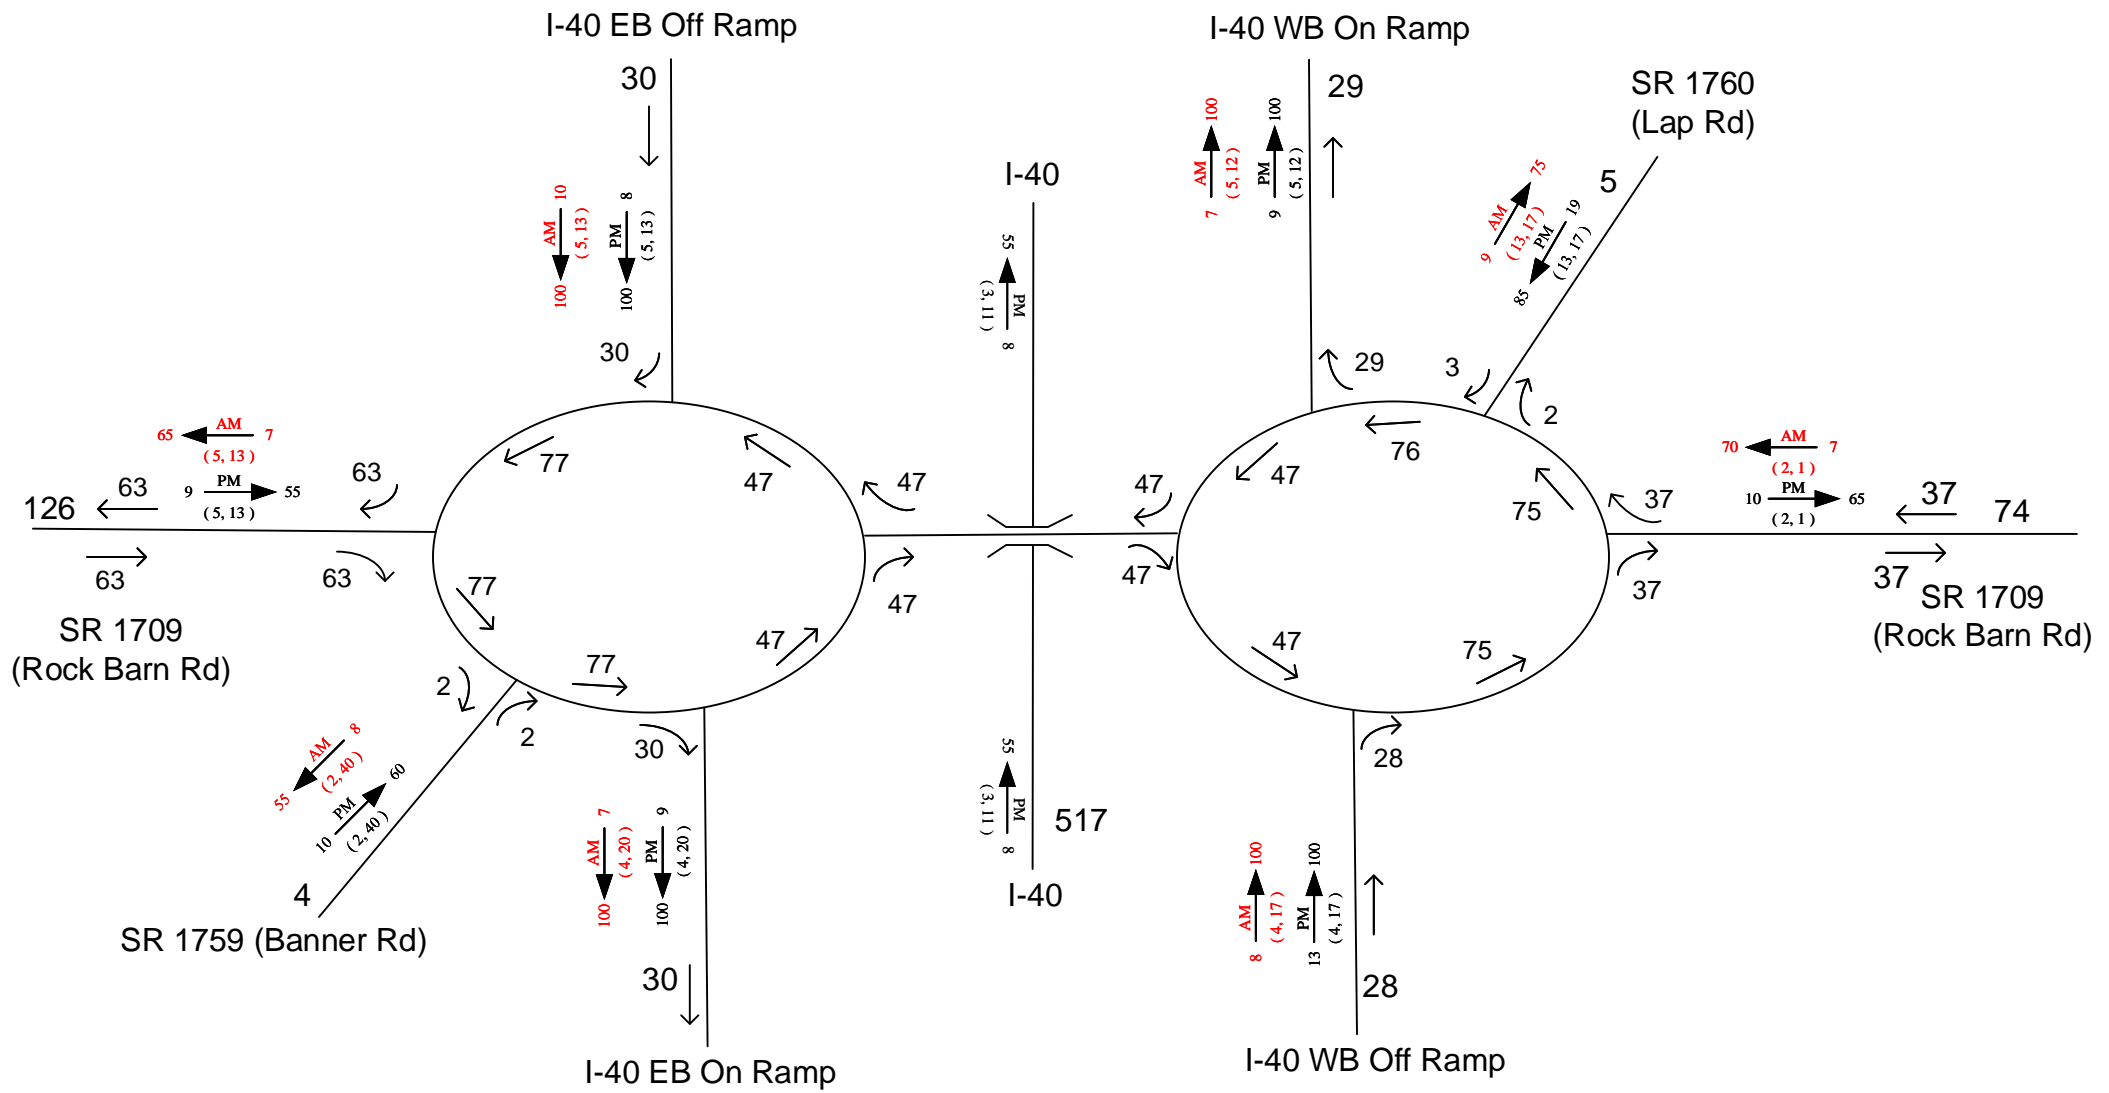 I-40 EB Off Ramp
I-40 WB On Ramp
30
29
SR 1760
(Lap Rd)
5
I-40
100
AM
( 5, 12 )
7
100
PM
( 5, 12 )
9
75
AM
( 13, 17 )
9
19
PM
( 13, 17 )
85
10
AM
( 5, 13 )
100
8
PM
( 5, 13 )
100
55
PM
( 3, 11 )
8
30
29
3
2
65
AM
7
( 5, 13 )
9
PM
55
( 5, 13 )
70
AM
7
( 2, 1 )
10
PM
65
( 2, 1 )
126
63
63
77
47
47
47
47
76
75
37
37
74
63
63
77
47
47
37
37
SR 1709
(Rock Barn Rd)
SR 1709
(Rock Barn Rd)
2
2
77
47
47
75
30
28
8
AM
( 2, 40 )
55
60
PM
( 2, 40 )
10
7
AM
( 4, 20 )
100
9
PM
( 4, 20 )
100
55
PM
( 3, 11 )
8
517
100
AM
( 4, 17 )
8
100
PM
( 4, 17 )
13
4
SR 1759 (Banner Rd)
I-40
30
28
I-40 EB On Ramp
I-40 WB Off Ramp